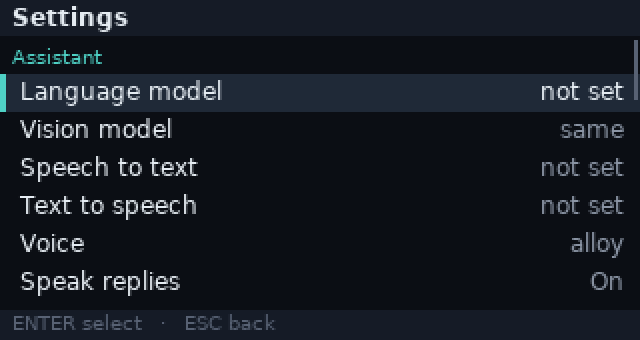 Settings
Assistant
Language model not set
Vision model same
Speech to text not set
Text to speech not set
Voice alloy
Speak replies On
ENTER select · ESC back